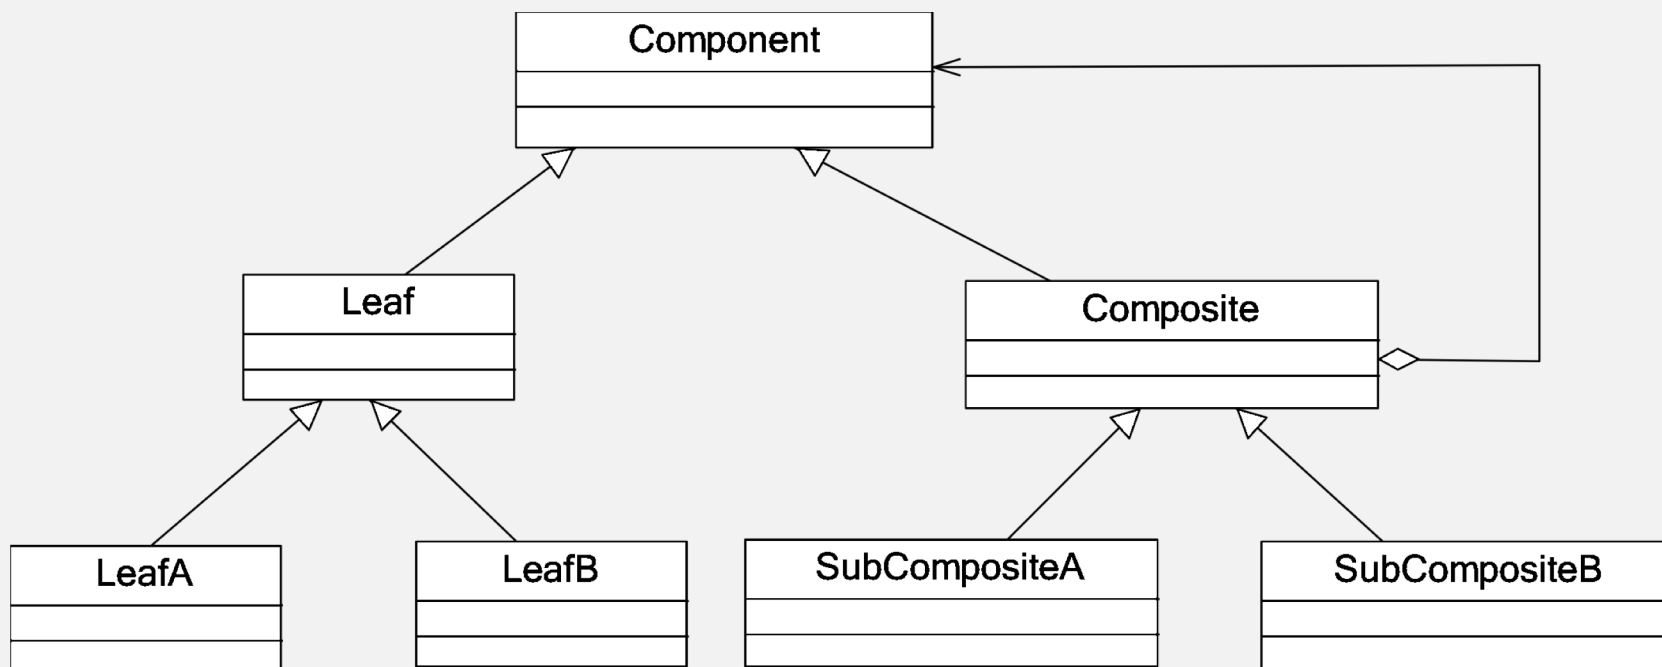 Component
Leaf
Composite
LeafA
LeafB
SubCompositeA
SubCompositeB